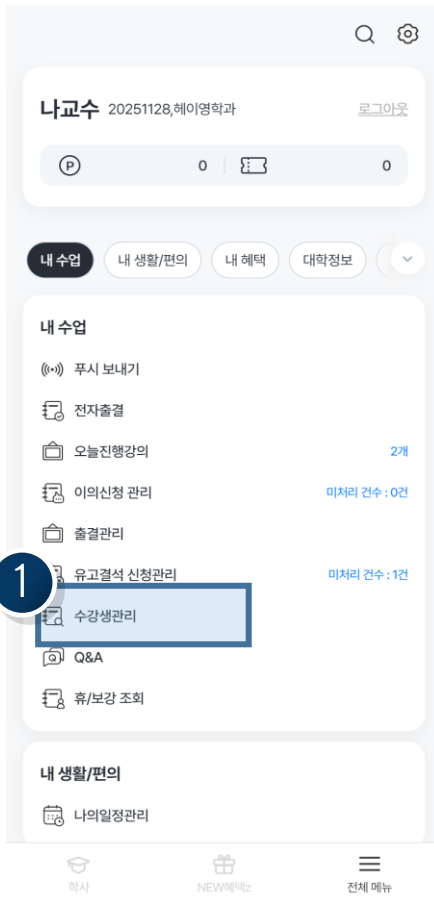 나교수 20251128,헤이영학과 로그아웃
P 0 0
내 수업 내 생활/편의 내 혜택 대학정보
내 수업
푸시 보내기
전자출결
오늘진행강의 2개
이의신청 관리 미처리 건수 : 0건
출결관리
유고결석 신청관리 미처리 건수 : 1건
1
수강생관리
Q&A
휴/보강 조회
내 생활/편의
나의일정관리
학사 NEW혜택z 전체 메뉴